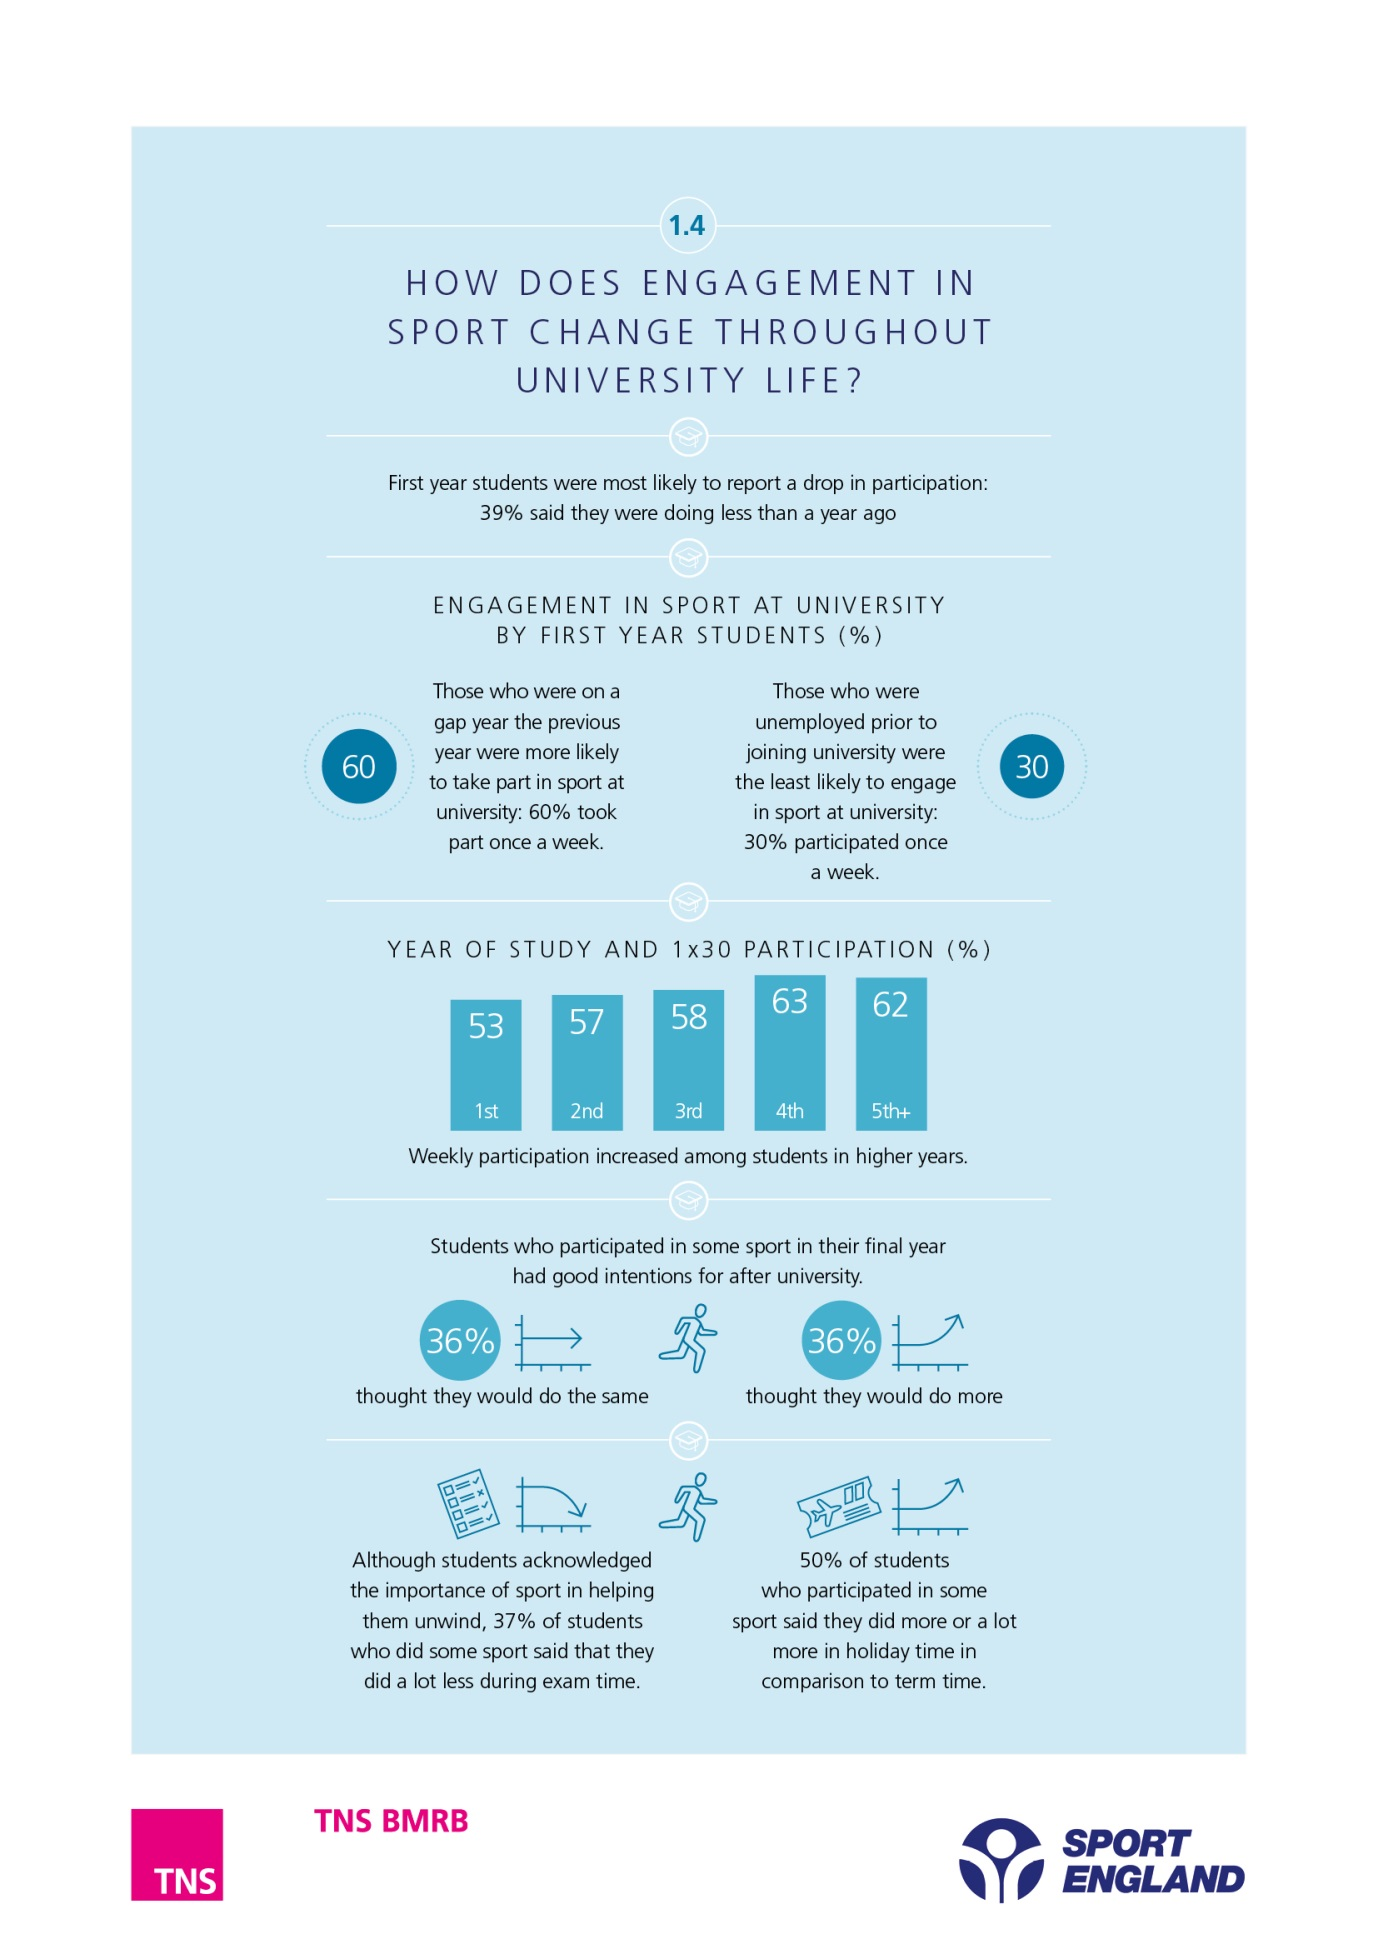 1.4
HOW DOES ENGAGEMENT IN
SPORT CHANGE THROUGHOUT
UNIVERSITY LIFE?
First year students were most likely to report a drop in participation:
39% said they were doing less than a year ago
ENGAGEMENT IN SPORT AT UNIVERSITY
BY FIRST YEAR STUDENTS (%)
60
Those who were on a
gap year the previous
year were more likely
to take part in sport at
university: 60% took
part once a week.
Those who were
unemployed prior to
joining university were
the least likely to engage
in sport at university:
30% participated once
a week.
30
YEAR OF STUDY AND 1x30 PARTICIPATION (%)
53 57 58 63 62
1st 2nd 3rd 4th 5th+
Weekly participation increased among students in higher years.
Students who participated in some sport in their final year
had good intentions for after university.
36%
thought they would do the same
36%
thought they would do more
Although students acknowledged
the importance of sport in helping
them unwind, 37% of students
who did some sport said that they
did a lot less during exam time.
50% of students
who participated in some
sport said they did more or a lot
more in holiday time in
comparison to term time.
TNS
TNS BMRB
SPORT
ENGLAND